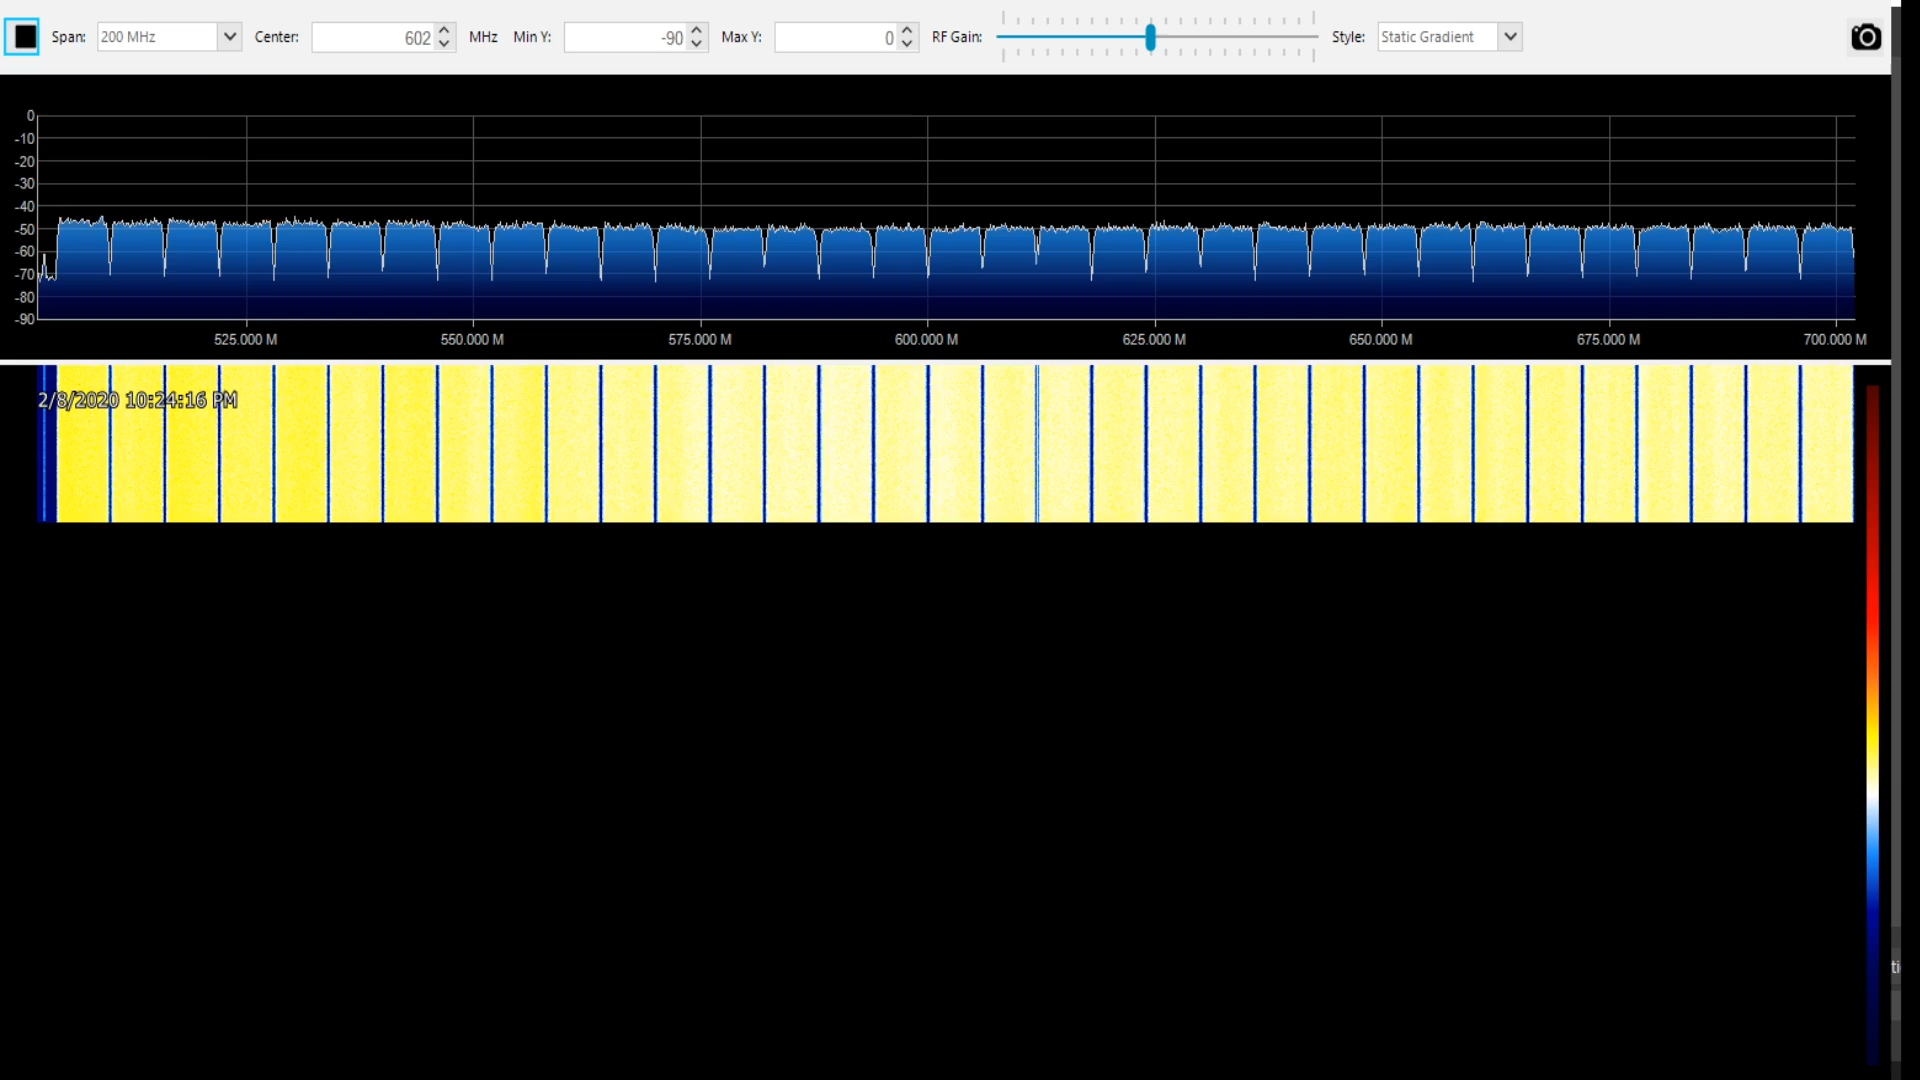 Span: 200 MHz Center: 602 MHz Min Y: -90 Max Y: 0 RF Gain: Style: Static Gradient
0
-10
-20
-30
-40
-50
-60
-70
-80
-90
525.000 M 550.000 M 575.000 M 600.000 M 625.000 M 650.000 M 675.000 M 700.000 M
2/8/2020 10:24:16 PM
ti